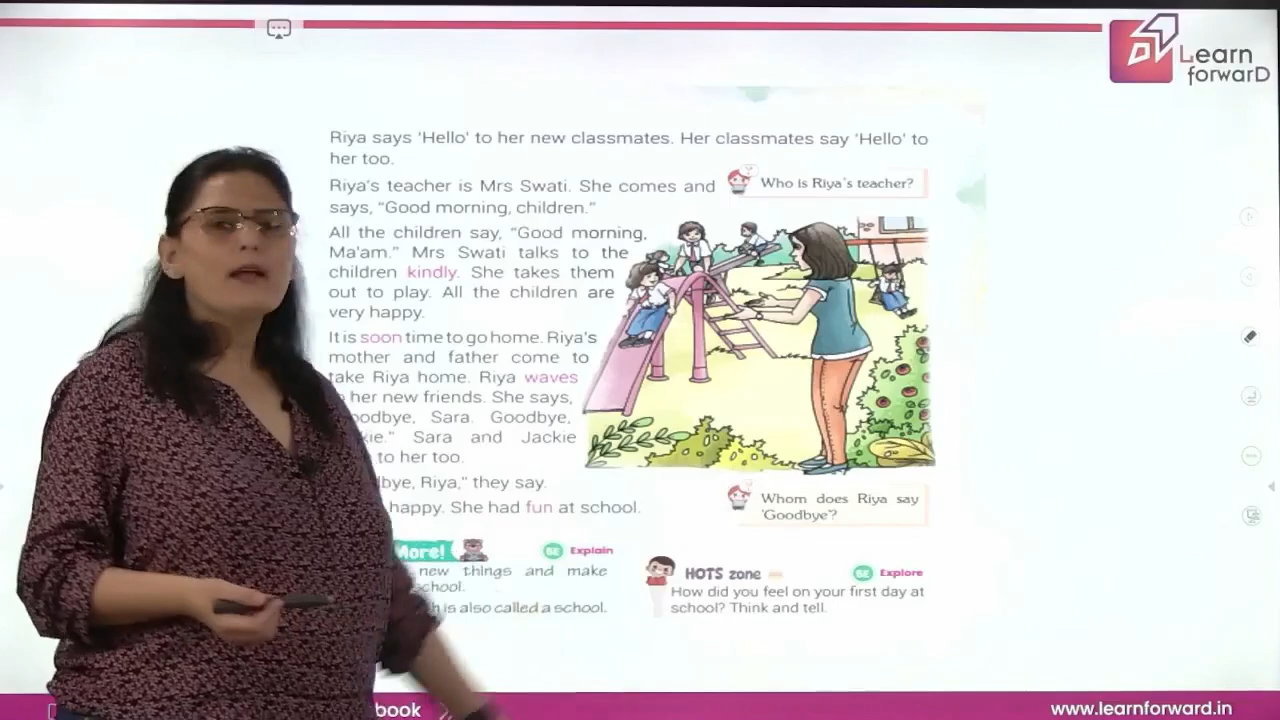 Learn
forwarD
Riya says 'Hello' to her new classmates. Her classmates say 'Hello' to
her too.
Riya's teacher is Mrs Swati. She comes and
says, "Good morning, children."
Who is Riya's teacher?
All the children say, "Good morning,
Ma'am." Mrs Swati talks to the
children kindly. She takes them
out to play. All the children are
very happy.
It is soon time to go home. Riya's
mother and father come to
take Riya home. Riya waves
her new friends. She says,
oodbye, Sara. Goodbye,
kie." Sara and Jackie
to her too.
dbye, Riya," they say.
happy. She had fun at school.
Whom does Riya say
'Goodbye'?
More!
Explain
new things and make
school.
is also called a school.
HOTS zone
Explore
How did you feel on your first day at
school? Think and tell.
book
www.learnforward.in